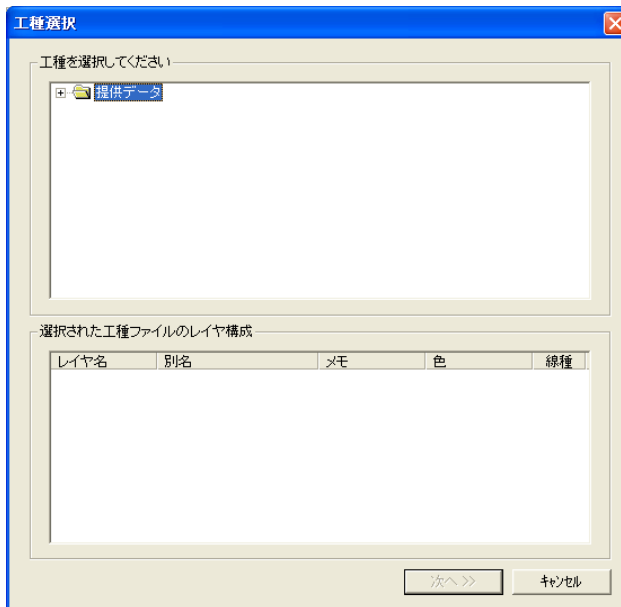 工種選択
工種を選択してください
提供データ
選択された工種ファイルのレイヤ構成
レイヤ名 別名 メモ 色 線種
次へ >> キャンセル